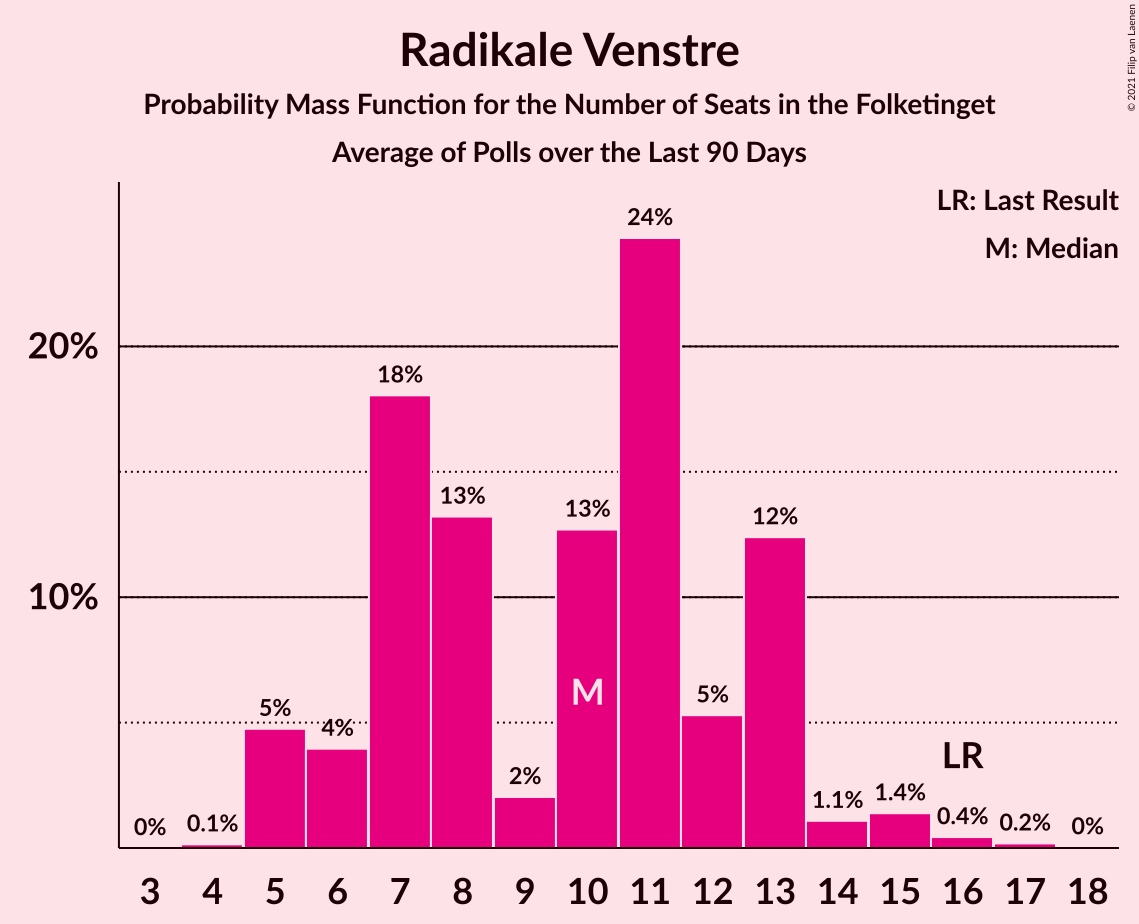 Radikale Venstre
Probability Mass Function for the Number of Seats in the Folketinget
Average of Polls over the Last 90 Days
© 2021 Filip van Laenen
LR: Last Result
M: Median
24%
20%
18%
13%
13%
12%
10%
M
5%
4%
5%
2%
LR
0%
0.1%
1.1%
1.4%
0.4%
0.2%
0%
3 4 5 6 7 8 9 10 11 12 13 14 15 16 17 18